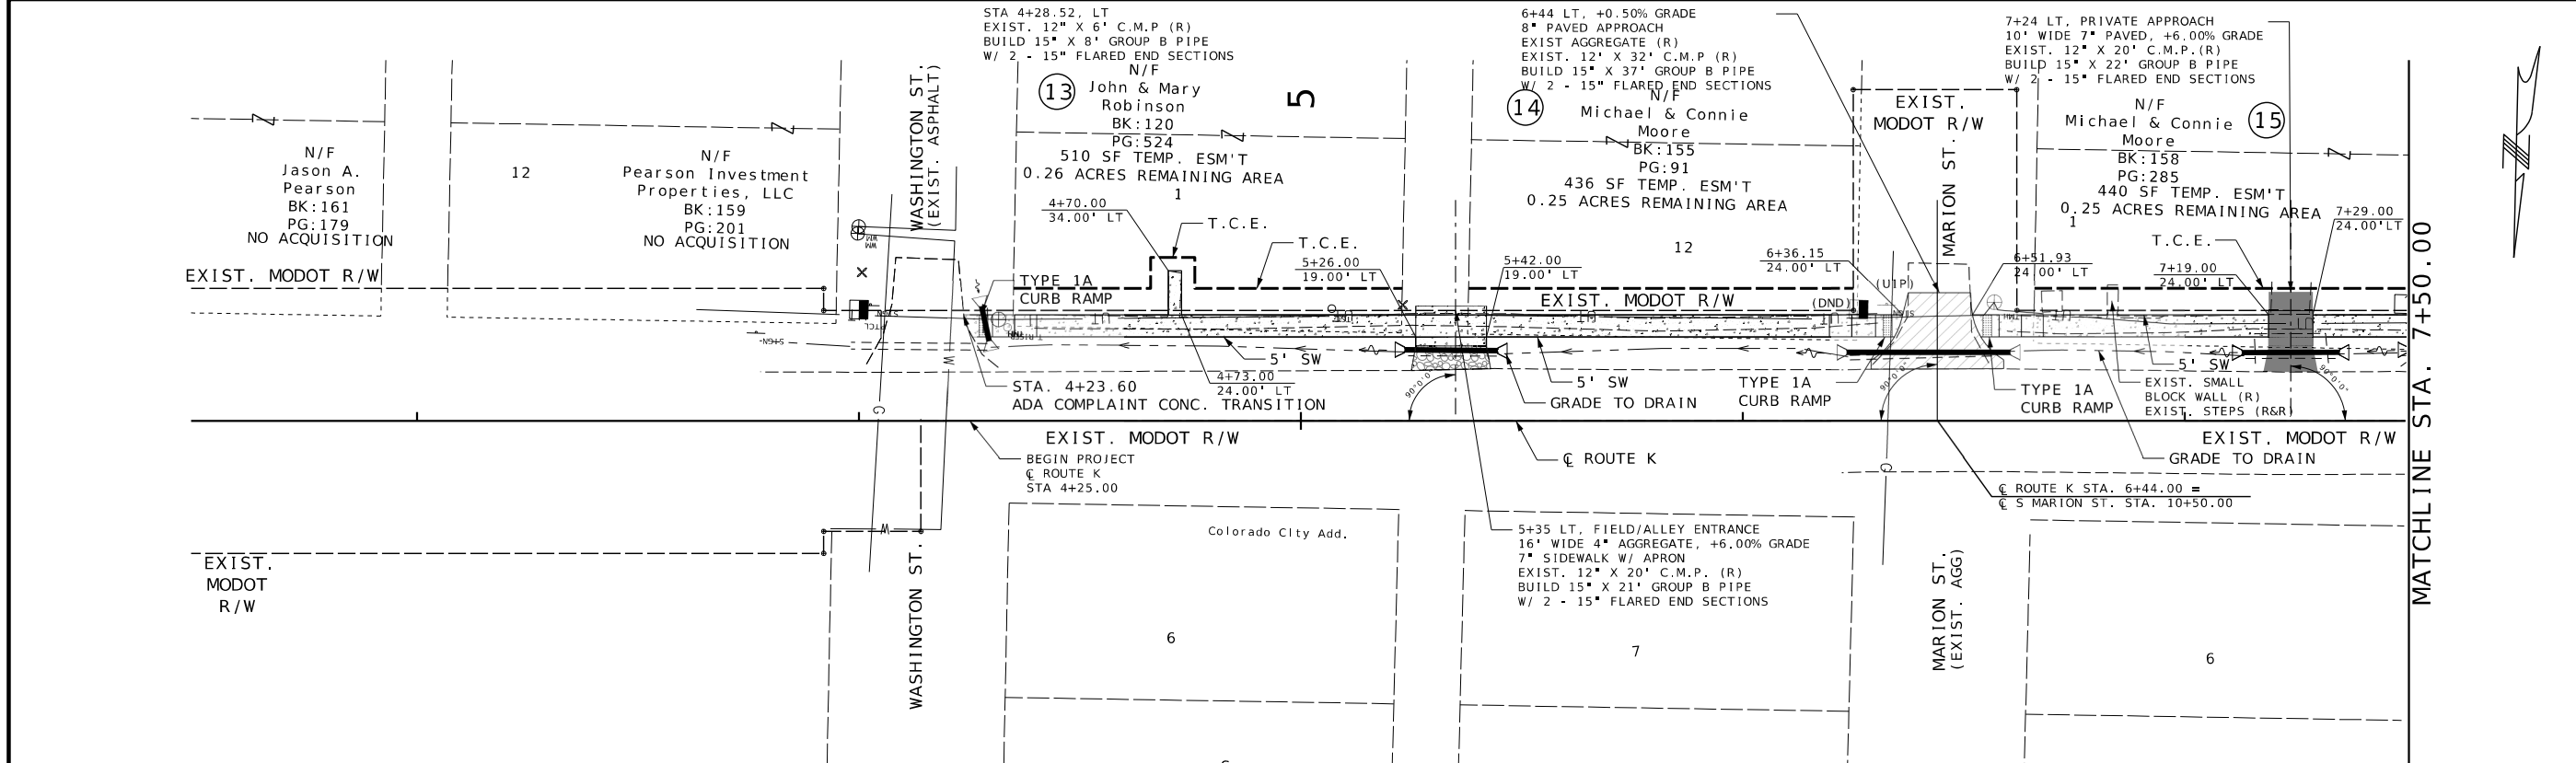 STA 4+28.52, LT
EXIST. 12" X 6' C.M.P (R)
BUILD 15" X 8' GROUP B PIPE
W/ 2 - 15" FLARED END SECTIONS
6+44 LT, +0.50% GRADE
8" PAVED APPROACH
EXIST AGGREGATE (R)
EXIST. 12' X 32' C.M.P (R)
BUILD 15" X 37' GROUP B PIPE
W/ 2 - 15" FLARED END SECTIONS
7+24 LT, PRIVATE APPROACH
10' WIDE 7" PAVED, +6.00% GRADE
EXIST. 12" X 20' C.M.P.(R)
BUILD 15" X 22' GROUP B PIPE
W/ 2 - 15" FLARED END SECTIONS
N/F
Jason A.
Pearson
BK:161
PG:179
NO ACQUISITION
12
N/F
Pearson Investment
Properties, LLC
BK:159
PG:201
NO ACQUISITION
WASHINGTON ST.
(EXIST. ASPHALT)
13
N/F
John & Mary
Robinson
BK:120
PG:524
510 SF TEMP. ESM'T
0.26 ACRES REMAINING AREA
1
5
14
N/F
Michael & Connie
Moore
BK:155
PG:91
436 SF TEMP. ESM'T
0.25 ACRES REMAINING AREA
12
EXIST.
MODOT R/W
MARION ST.
N/F
Michael & Connie
Moore
15
BK:158
PG:285
440 SF TEMP. ESM'T
0.25 ACRES REMAINING AREA
1
4+70.00
34.00' LT
T.C.E.
T.C.E.
5+26.00
19.00' LT
5+42.00
19.00' LT
6+36.15
24.00' LT
6+51.93
24.00' LT
T.C.E.
7+19.00
24.00' LT
7+29.00
24.00'LT
WM
WM
EXIST. MODOT R/W
TYPE 1A
CURB RAMP
EXIST. MODOT R/W
(UIP)
(DND)
SIGN
5' SW
4+73.00
24.00' LT
STA. 4+23.60
ADA COMPLAINT CONC. TRANSITION
90°0'0"
5' SW
GRADE TO DRAIN
TYPE 1A
CURB RAMP
90°0'0"
TYPE 1A
CURB RAMP
5' SW
EXIST. SMALL
BLOCK WALL (R)
EXIST. STEPS (R&R)
90°0'0"
W
G
EXIST. MODOT R/W
BEGIN PROJECT
℄ ROUTE K
STA 4+25.00
℄ ROUTE K
EXIST. MODOT R/W
GRADE TO DRAIN
G
℄ ROUTE K STA. 6+44.00 =
℄ S MARION ST. STA. 10+50.00
MATCHLINE STA. 7+50.00
W
EXIST.
MODOT
R/W
WASHINGTON ST.
Colorado City Add.
5+35 LT, FIELD/ALLEY ENTRANCE
16' WIDE 4" AGGREGATE, +6.00% GRADE
7" SIDEWALK W/ APRON
EXIST. 12" X 20' C.M.P. (R)
BUILD 15" X 21' GROUP B PIPE
W/ 2 - 15" FLARED END SECTIONS
MARION ST.
(EXIST. AGG)
6
7
6